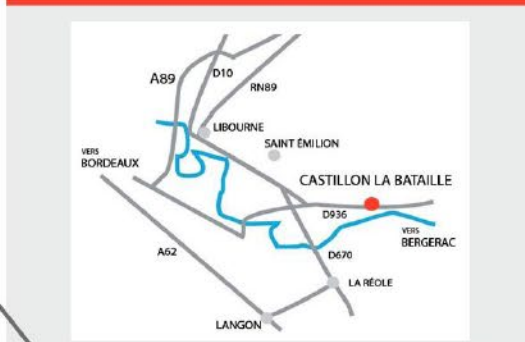 A89
D10
RN89
LIBOURNE
SAINT ÉMILION
VERS
BORDEAUX
CASTILLON LA BATAILLE
D936
VERS
BERGERAC
A62
D670
LA RÉOLE
LANGON